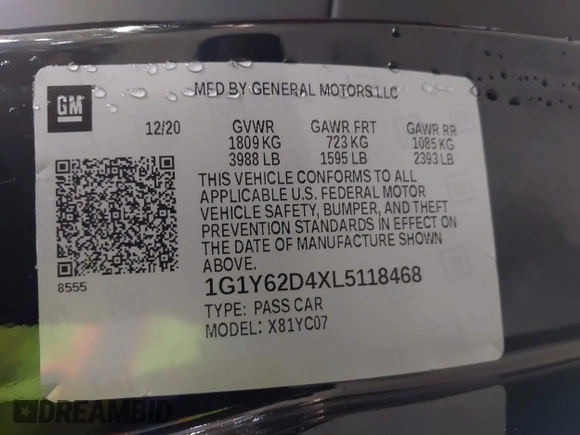 GM
MFD BY GENERAL MOTORS LLC
12/20 GVWR GAWR FRT GAWR RR
1809 KG 723 KG 1085 KG
3988 LB 1595 LB 2393 LB
THIS VEHICLE CONFORMS TO ALL
APPLICABLE U.S. FEDERAL MOTOR
VEHICLE SAFETY, BUMPER, AND THEFT
PREVENTION STANDARDS IN EFFECT ON
THE DATE OF MANUFACTURE SHOWN
ABOVE.
8555
1G1Y62D4XL5118468
TYPE: PASS CAR
MODEL: X81YC07
DREAMBID